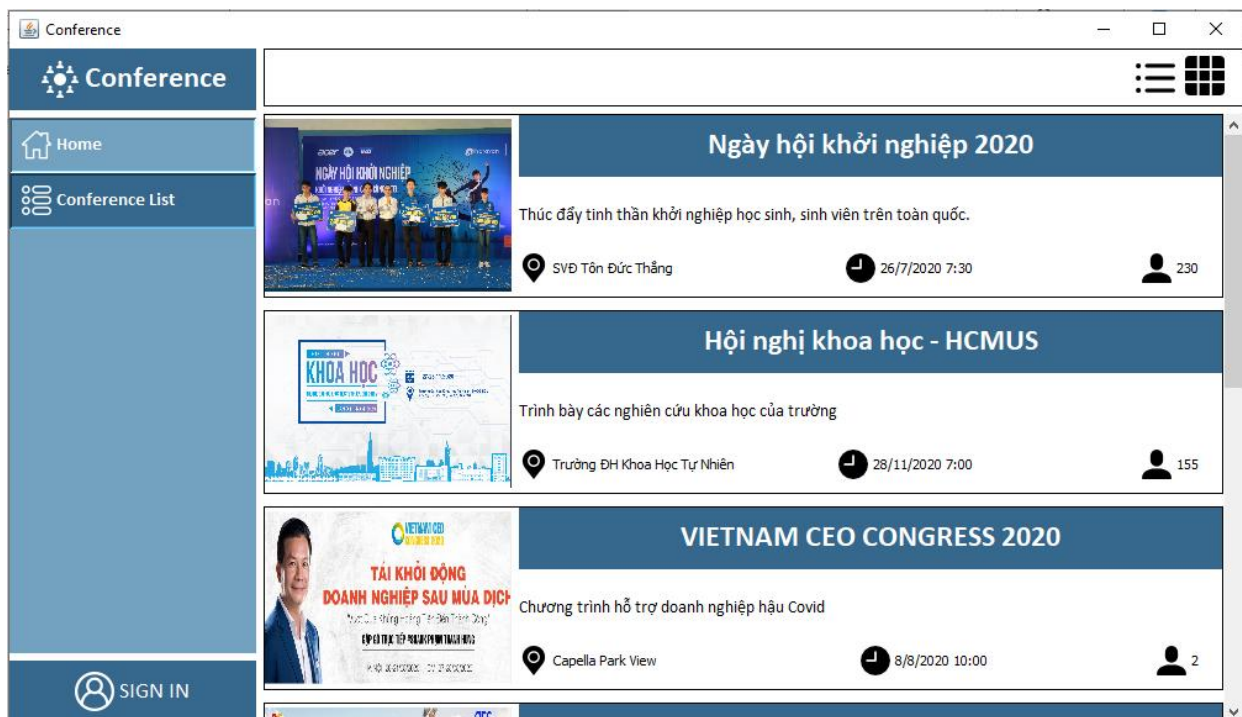 Conference
Conference
Home
Conference List
SIGN IN
acer
NGÀY HỘI KHỞI NGHIỆP
Ngày hội khởi nghiệp 2020
Thúc đẩy tinh thần khởi nghiệp học sinh, sinh viên trên toàn quốc.
SVĐ Tôn Đức Thắng
26/7/2020 7:30
230
KHOA HỌC
Hội nghị khoa học - HCMUS
Trình bày các nghiên cứu khoa học của trường
Trường ĐH Khoa Học Tự Nhiên
28/11/2020 7:00
155
VIETNAM CEO
CONGRESS 2020
TÁI KHỞI ĐỘNG
DOANH NGHIỆP SAU MÙA DỊCH
VIETNAM CEO CONGRESS 2020
Chương trình hỗ trợ doanh nghiệp hậu Covid
Capella Park View
8/8/2020 10:00
2